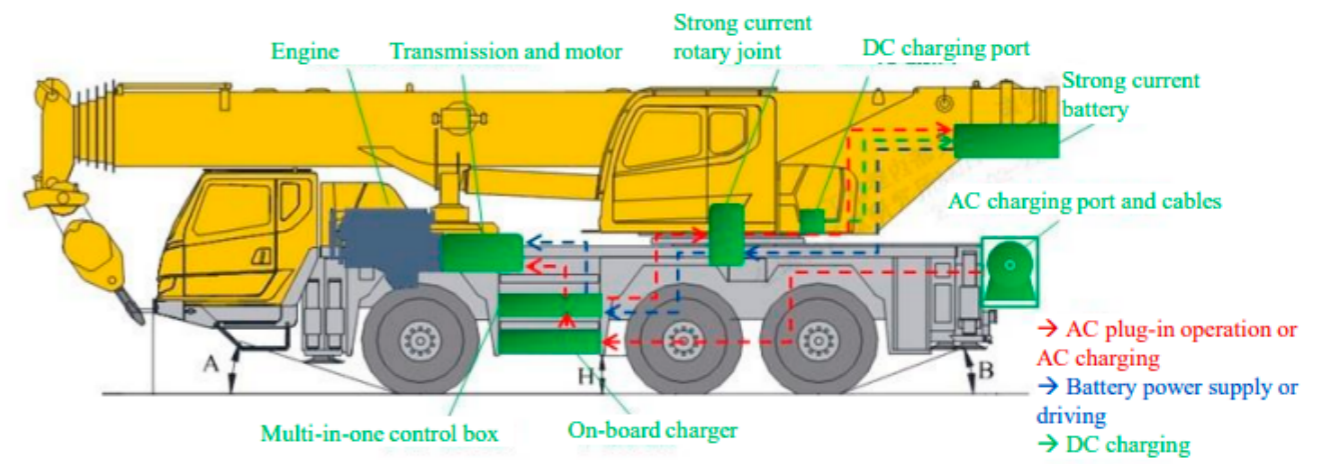 Strong current
rotary joint
Engine
Transmission and motor
DC charging port
Strong current
battery
AC charging port and cables
→ AC plug-in operation or
AC charging
→ Battery power supply or
driving
→ DC charging
A
H
B
Multi-in-one control box
On-board charger